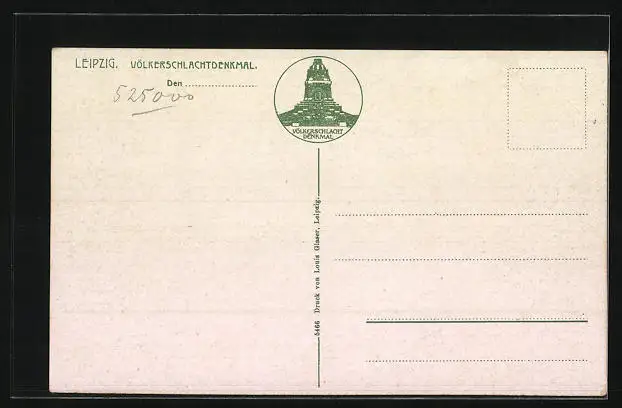 LEIPZIG. VÖLKERSCHLACHTDENKMAL.
Den
525000
VÖLKERSCHLACHT
DENKMAL
5466 Druck von Louis Glaser, Leipzig.